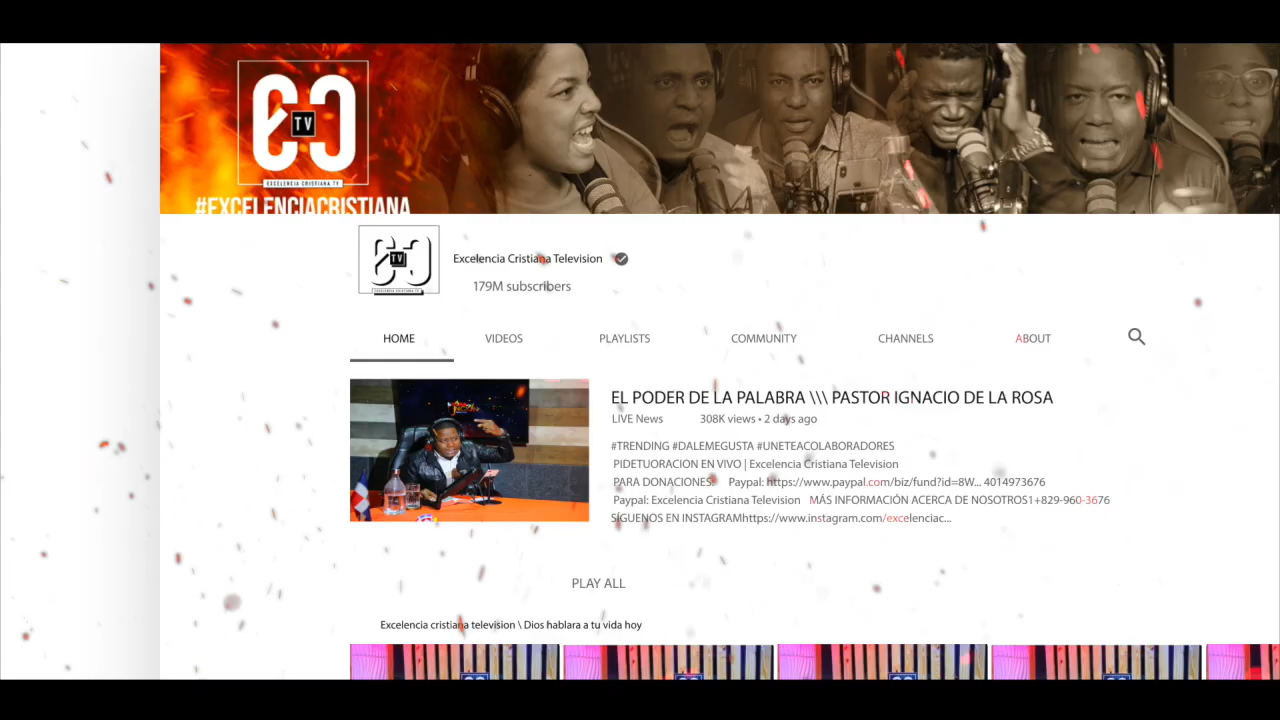 TV
EXCELENCIA CRISTIANA TV
#EXCELENCIACRISTIANA
TV
EXCELENCIA CRISTIANA TV
Excelencia Cristiana Television
179M subscribers
HOME VIDEOS PLAYLISTS COMMUNITY CHANNELS ABOUT
EL PODER DE LA PALABRA \\\ PASTOR IGNACIO DE LA ROSA
LIVE News 308K views • 2 days ago
#TRENDING #DALEMEGUSTA #UNETEACOLABORADORES
PIDETUORACION EN VIVO | Excelencia Cristiana Television
PARA DONACIONES: Paypal: https://www.paypal.com/biz/fund?id=8W... 4014973676
Paypal: Excelencia Cristiana Television MÁS INFORMACIÓN ACERCA DE NOSOTROS1+829-960-3676
SÍGUENOS EN INSTAGRAMhttps://www.instagram.com/excelenciac...
PLAY ALL
Excelencia cristiana television \ Dios hablara a tu vida hoy